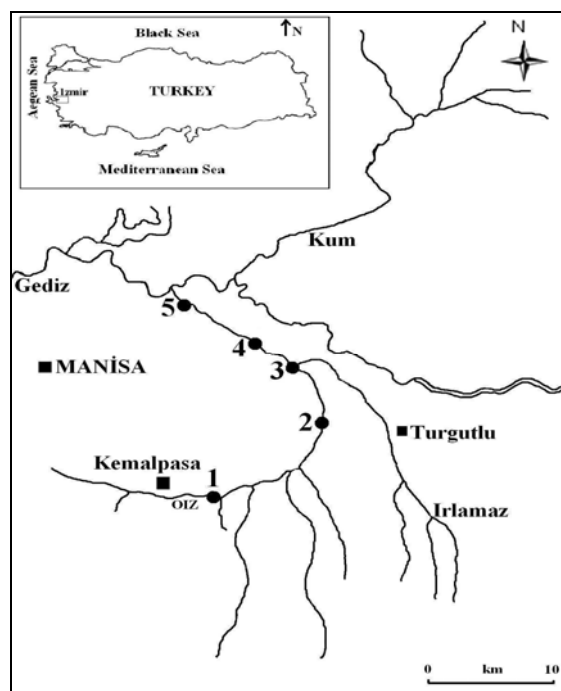 Black Sea
N
Aegean Sea
Izmir
TURKEY
Mediterranean Sea
N
Kum
Gediz
5
4
MANİSA
3
2
Turgutlu
Kemalpasa
1
OIZ
Irlamaz
0 10
km